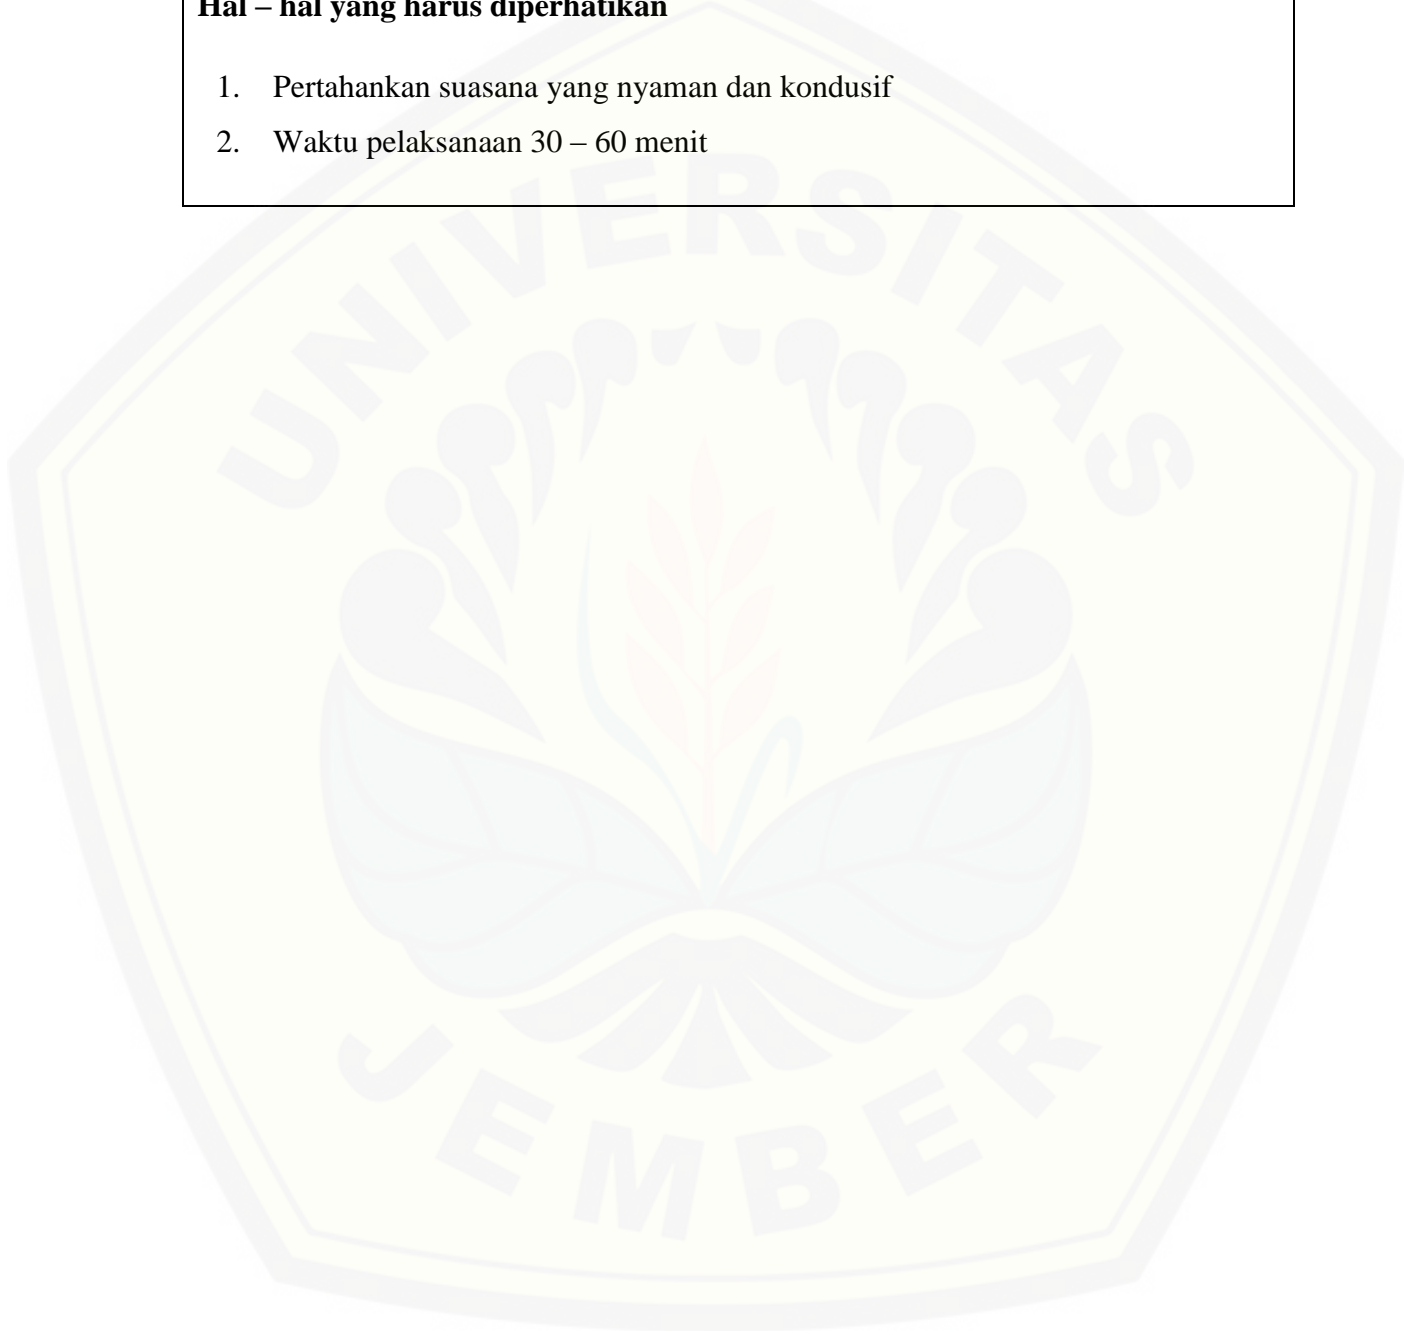 Hal – hal yang harus diperhatikan
1. Pertahankan suasana yang nyaman dan kondusif
2. Waktu pelaksanaan 30 – 60 menit
UNIVERSITAS
JEMBER